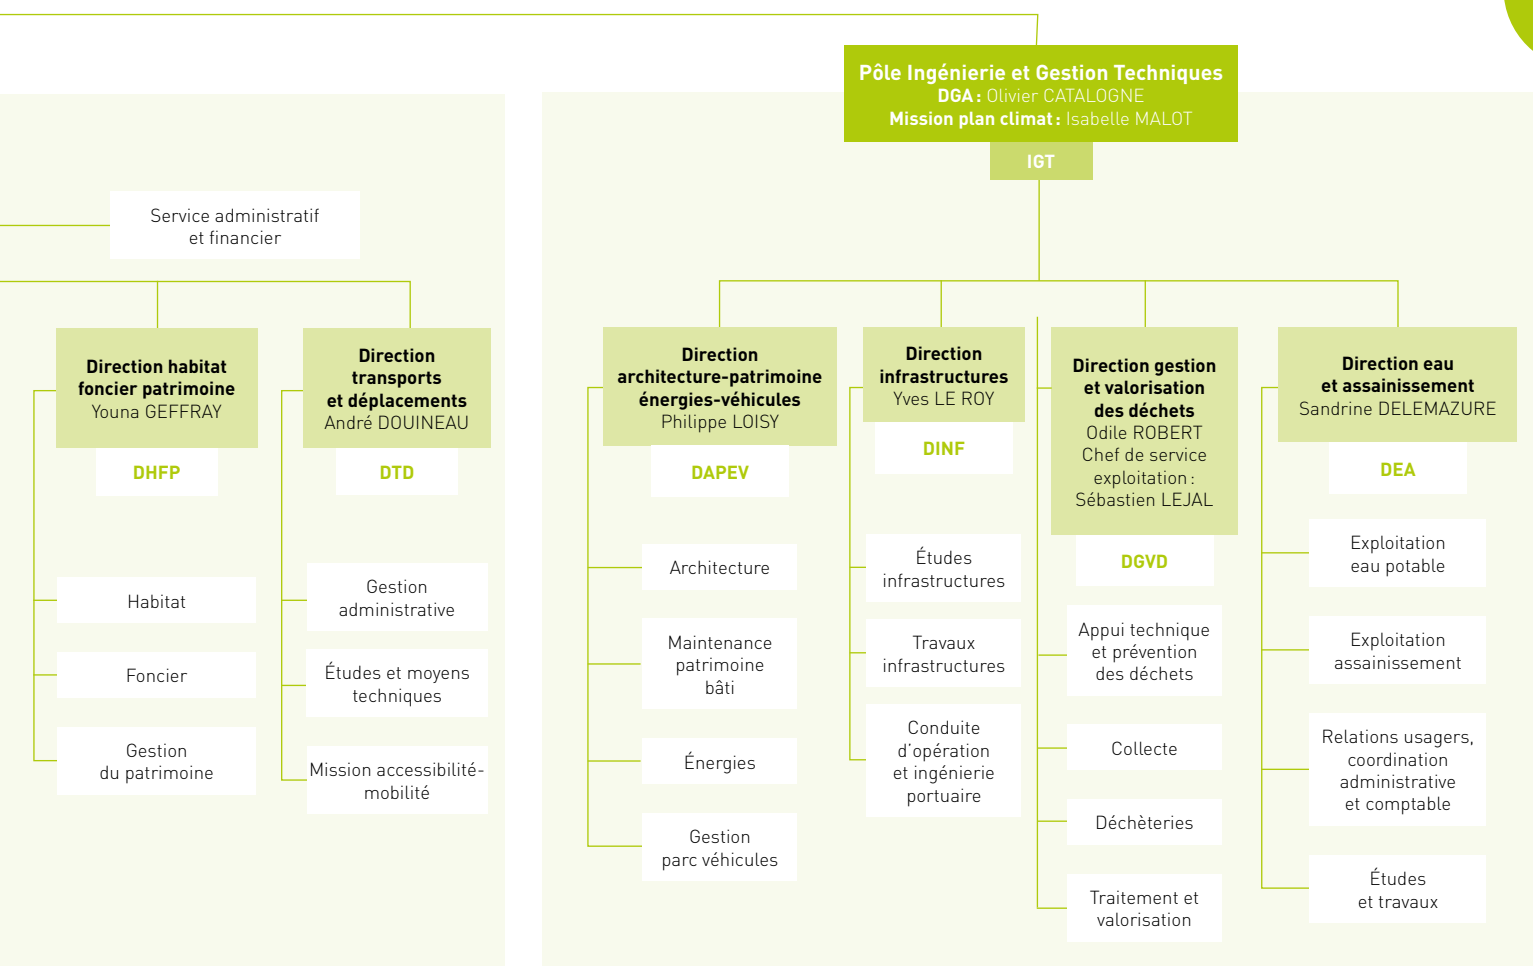 Pôle Ingénierie et Gestion Techniques
DGA : Olivier CATALOGNE
Mission plan climat : Isabelle MALOT
IGT
Service administratif
et financier
Direction habitat
foncier patrimoine
Youna GEFFRAY
DHFP
Habitat
Foncier
Gestion
du patrimoine
Direction
transports
et déplacements
André DOUINEAU
DTD
Gestion
administrative
Études et moyens
techniques
Mission accessibilité-
mobilité
Direction
architecture-patrimoine
énergies-véhicules
Philippe LOISY
DAPEV
Architecture
Maintenance
patrimoine
bâti
Énergies
Gestion
parc véhicules
Direction
infrastructures
Yves LE ROY
DINF
Études
infrastructures
Travaux
infrastructures
Conduite
d'opération
et ingénierie
portuaire
Direction gestion
et valorisation
des déchets
Odile ROBERT
Chef de service
exploitation :
Sébastien LEJAL
DGVD
Appui technique
et prévention
des déchets
Collecte
Déchèteries
Traitement et
valorisation
Direction eau
et assainissement
Sandrine DELEMAZURE
DEA
Exploitation
eau potable
Exploitation
assainissement
Relations usagers,
coordination
administrative
et comptable
Études
et travaux